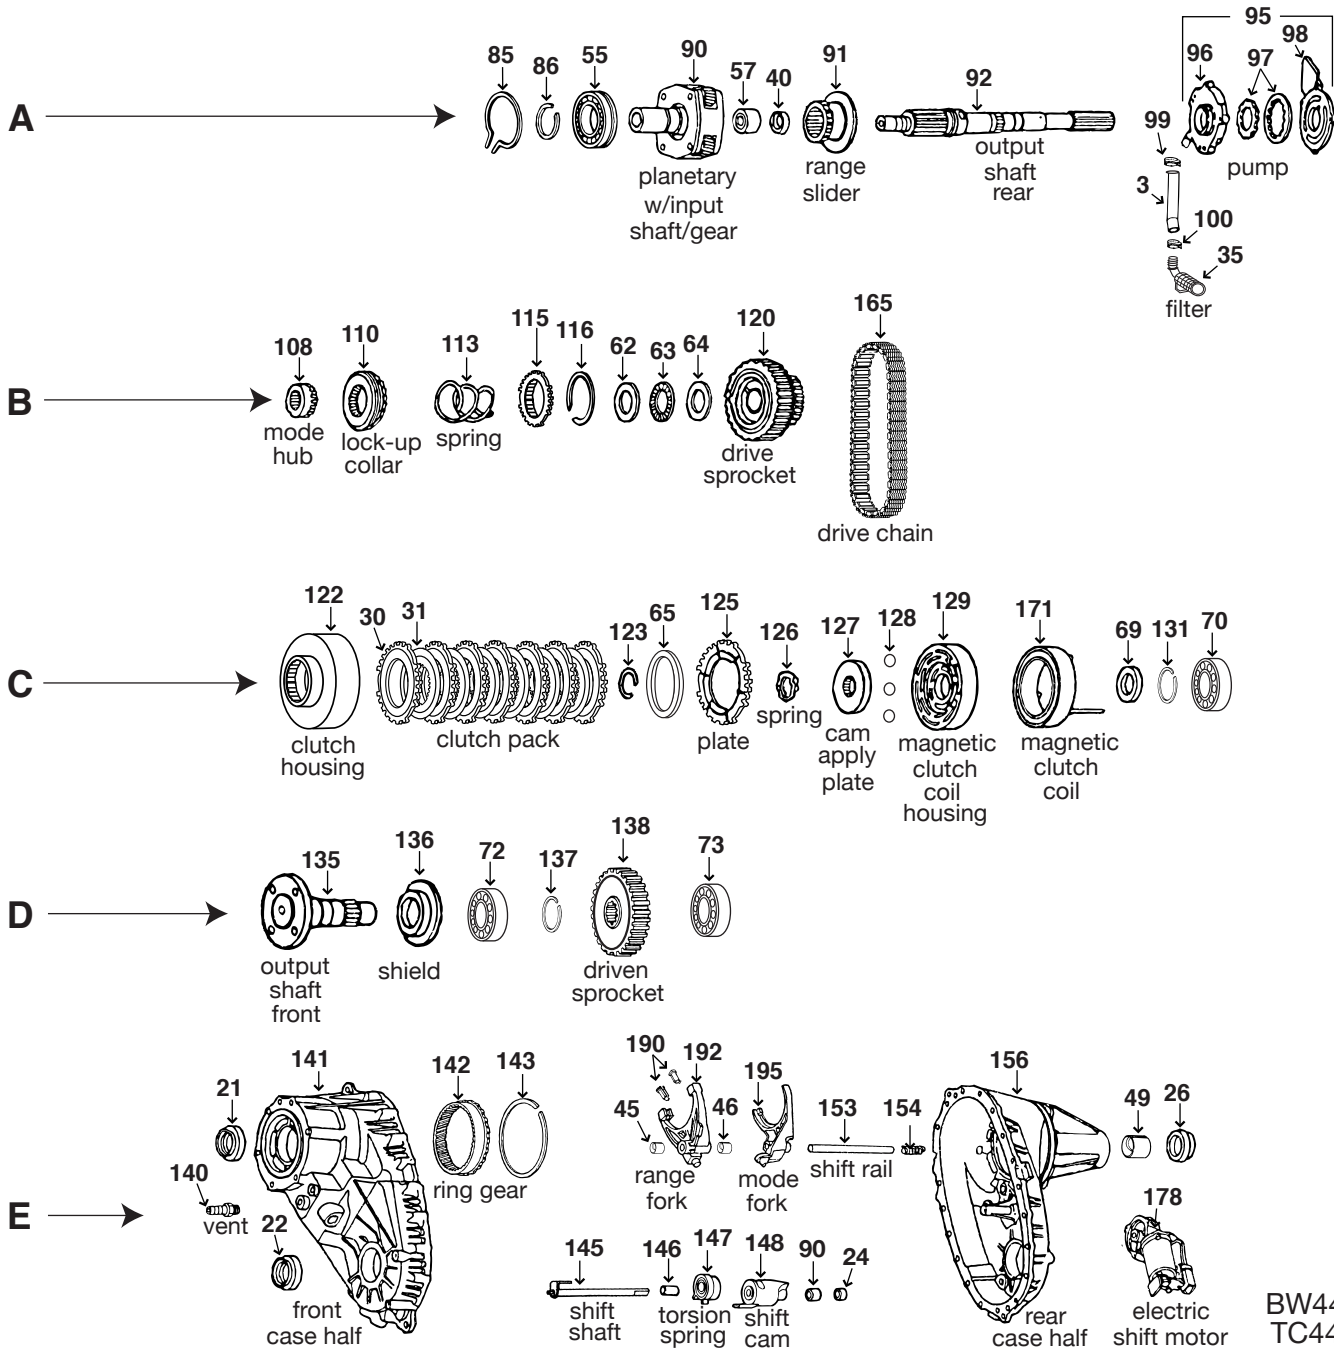 A
85
86
55
90
57
40
91
92
95
96
97
98
99
3
100
35
planetary
w/input
shaft/gear
range
slider
output
shaft
rear
pump
filter
B
108
110
113
115
116
62
63
64
120
165
mode
hub
lock-up
collar
spring
drive
sprocket
drive chain
C
122
30
31
123
65
125
126
127
128
129
171
69
131
70
clutch
housing
clutch pack
plate
spring
cam
apply
plate
magnetic
clutch
coil
housing
magnetic
clutch
coil
D
135
136
72
137
138
73
output
shaft
front
shield
driven
sprocket
E
21
141
142
143
190
192
195
45
46
153
154
156
49
26
140
vent
22
ring gear
range
fork
mode
fork
shift rail
178
145
146
147
148
90
24
front
case half
shift
shaft
torsion
spring
shift
cam
rear
case half
electric
shift motor
BW44
TC44